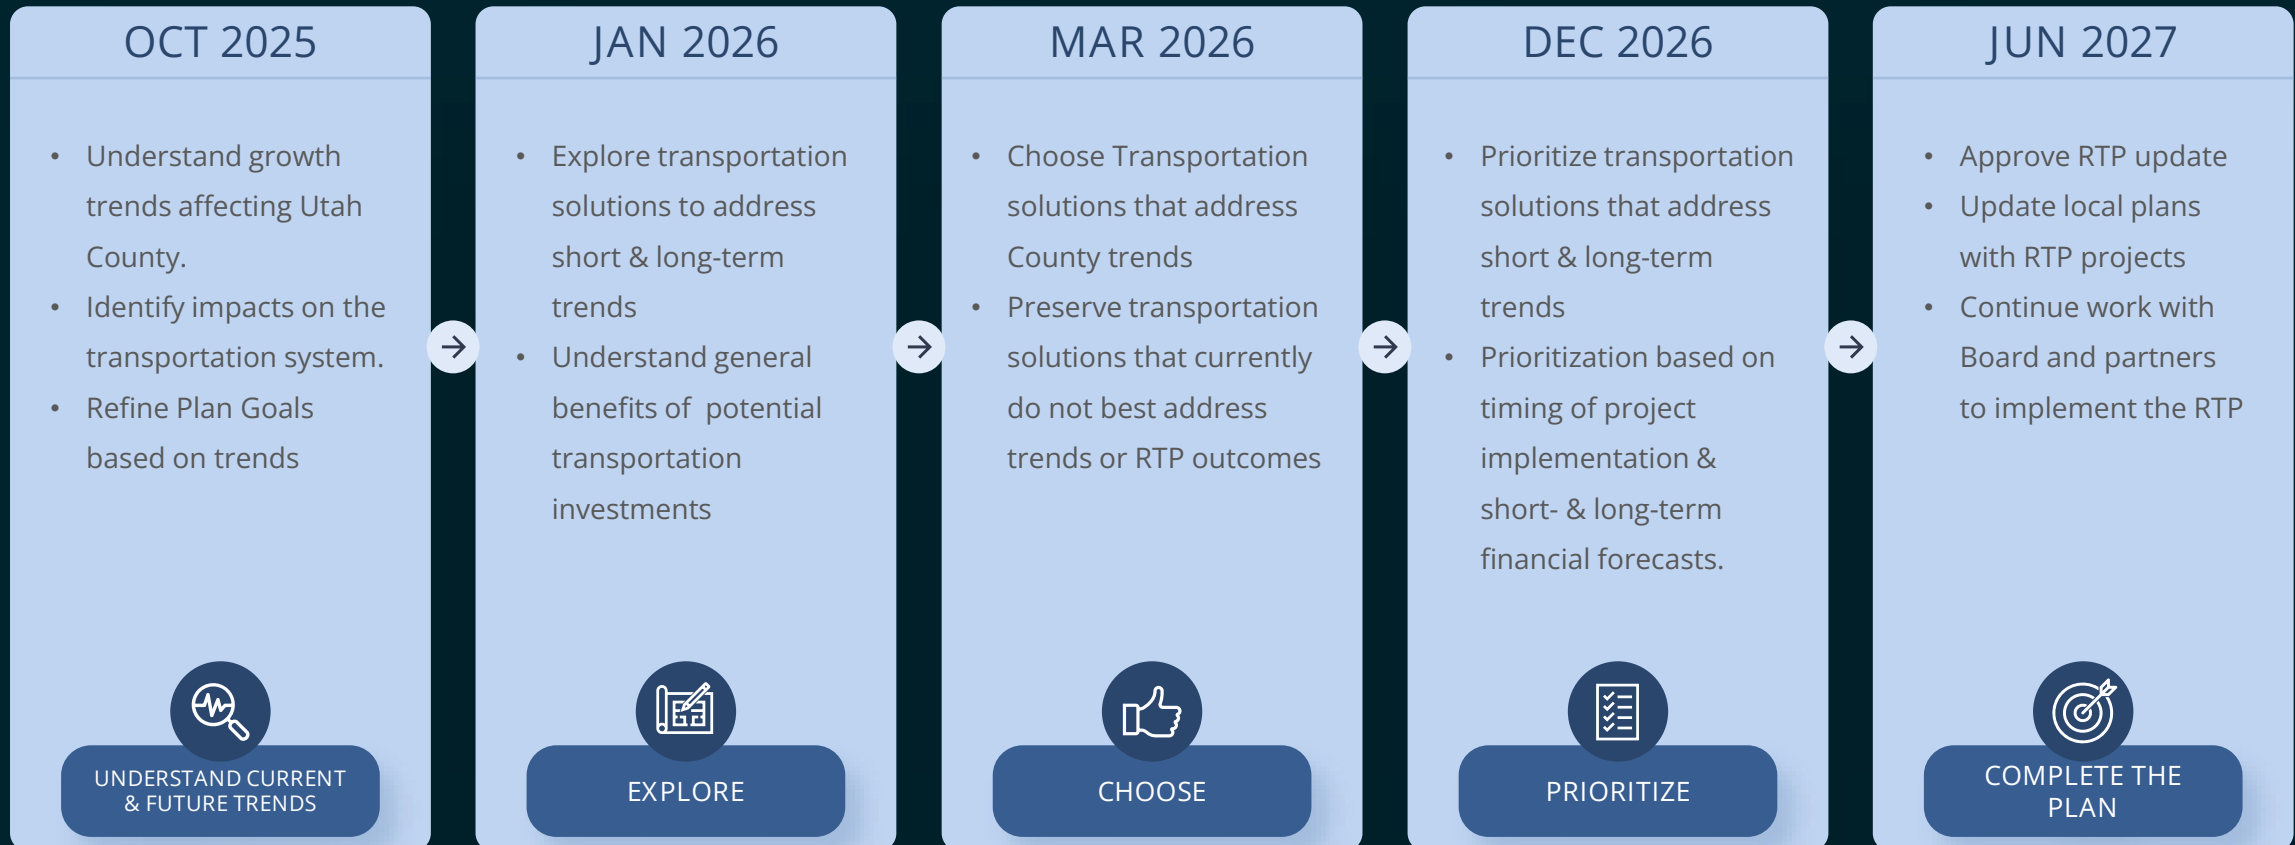 OCT 2025
• Understand growth
trends affecting Utah
County.
• Identify impacts on the
transportation system.
• Refine Plan Goals
based on trends
UNDERSTAND CURRENT
& FUTURE TRENDS
JAN 2026
• Explore transportation
solutions to address
short & long-term
trends
• Understand general
benefits of potential
transportation
investments
EXPLORE
MAR 2026
• Choose Transportation
solutions that address
County trends
• Preserve transportation
solutions that currently
do not best address
trends or RTP outcomes
CHOOSE
DEC 2026
• Prioritize transportation
solutions that address
short & long-term
trends
• Prioritization based on
timing of project
implementation &
short- & long-term
financial forecasts.
PRIORITIZE
JUN 2027
• Approve RTP update
• Update local plans
with RTP projects
• Continue work with
Board and partners
to implement the RTP
COMPLETE THE
PLAN